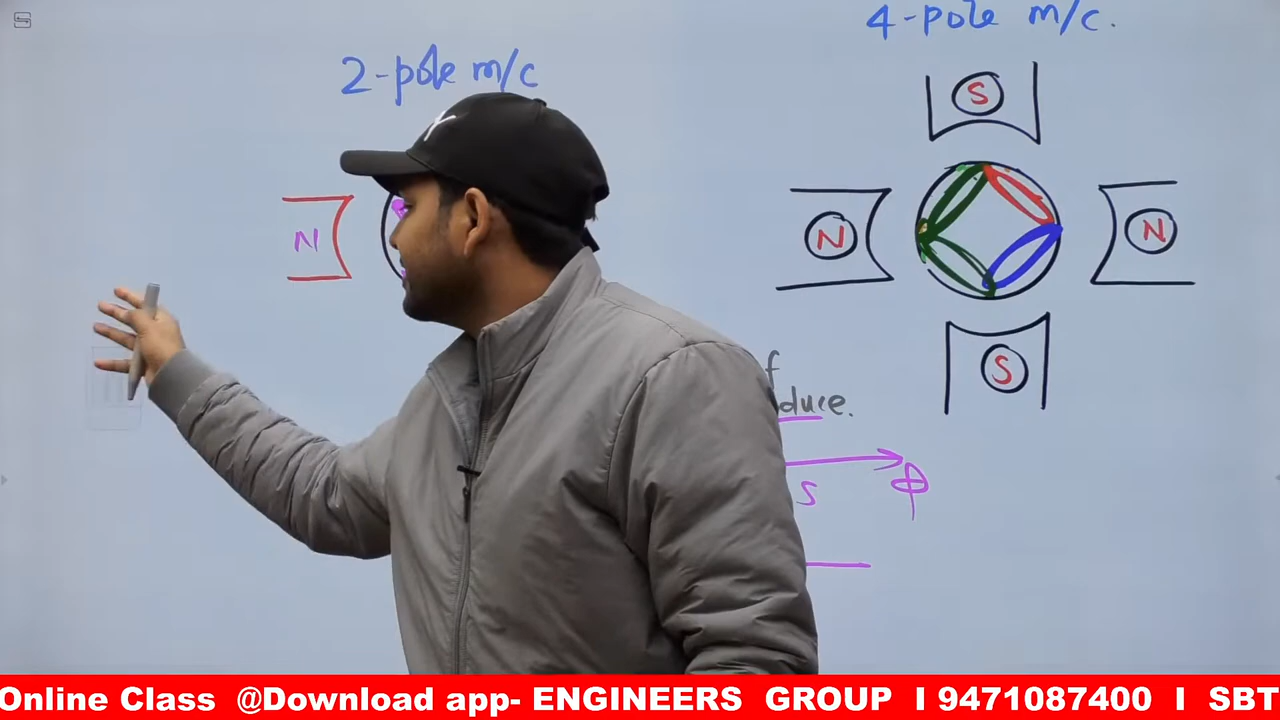 4-pole m/c.
2-pole m/c
S
N
N
N
S
f
duce.
S
Φ
Online Class @Download app- ENGINEERS GROUP I 9471087400 I SBT